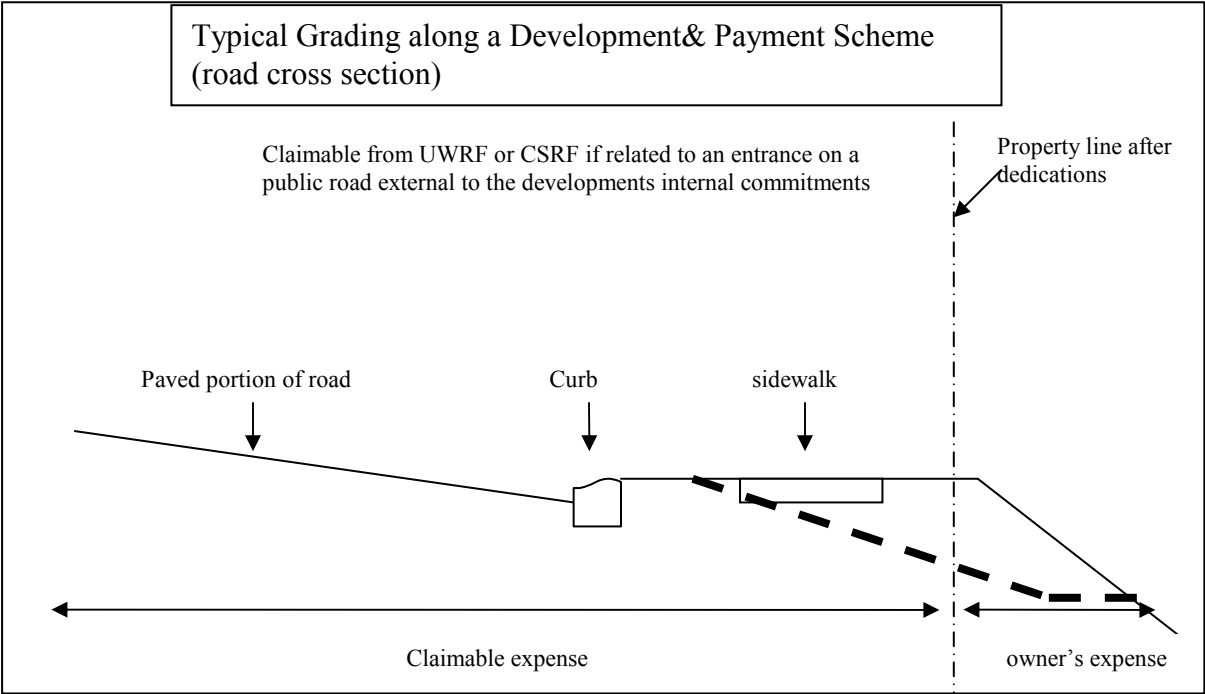 Typical Grading along a Development& Payment Scheme
(road cross section)
Claimable from UWRF or CSRF if related to an entrance on a
public road external to the developments internal commitments
Property line after
dedications
Paved portion of road
Curb
sidewalk
Claimable expense
owner’s expense